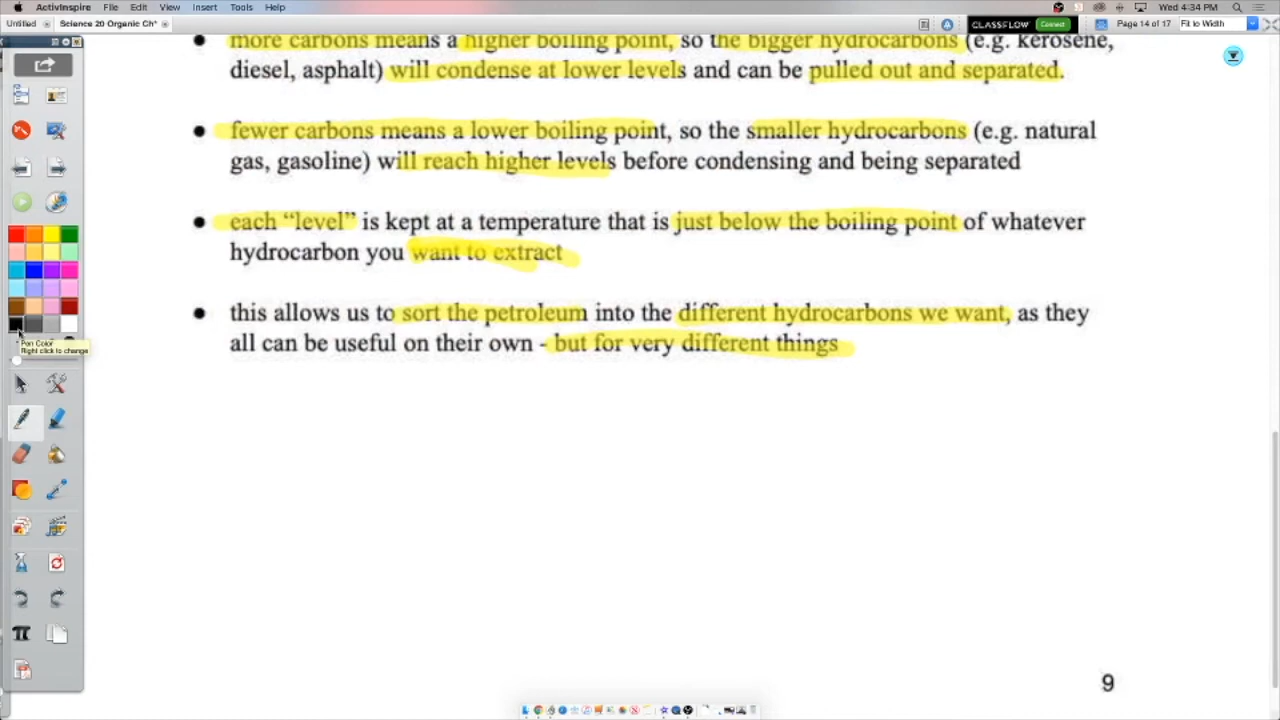 ActivInspire File Edit View Insert Tools Help Wed 4:34 PM
Untitled Science 20 Organic Ch* CLASSFLOW Connect Page 14 of 17 Fit to Width
● more carbons means a higher boiling point, so the bigger hydrocarbons (e.g. kerosene,
diesel, asphalt) will condense at lower levels and can be pulled out and separated.
● fewer carbons means a lower boiling point, so the smaller hydrocarbons (e.g. natural
gas, gasoline) will reach higher levels before condensing and being separated
● each “level” is kept at a temperature that is just below the boiling point of whatever
hydrocarbon you want to extract
● this allows us to sort the petroleum into the different hydrocarbons we want, as they
all can be useful on their own - but for very different things
Pen Color
Right click to change
9